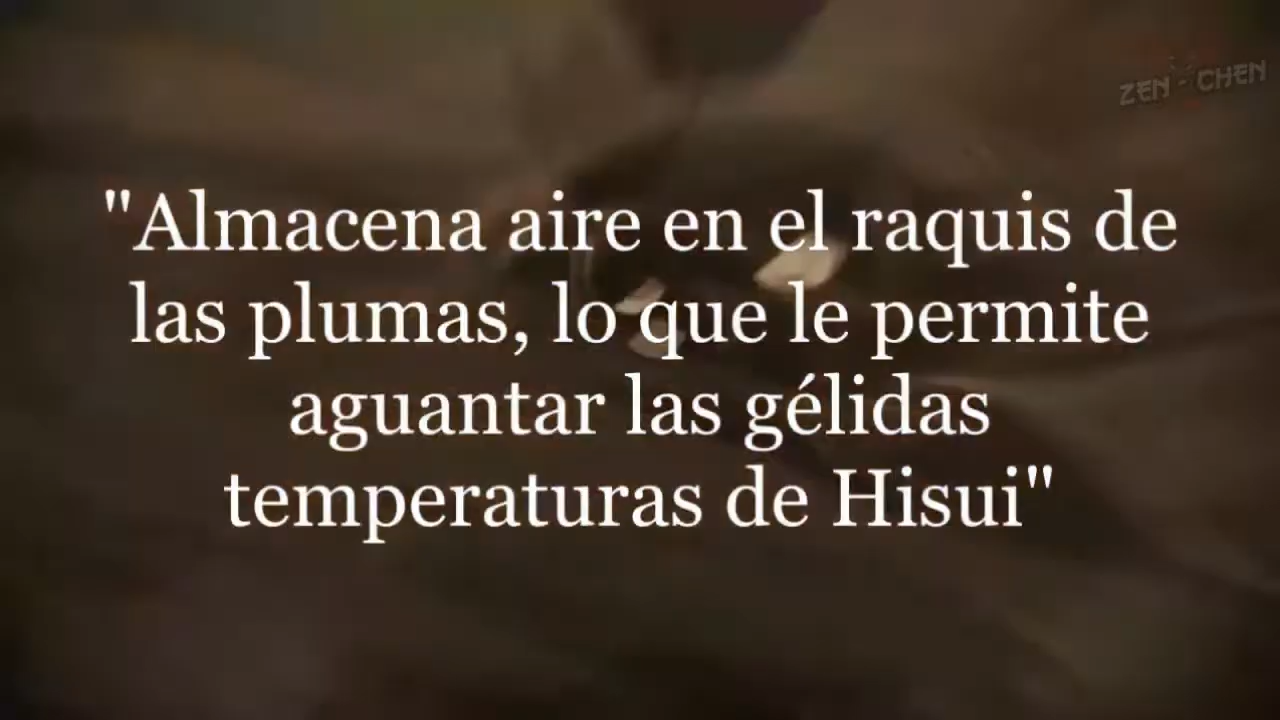 ZEN-CHEN
"Almacena aire en el raquis de
las plumas, lo que le permite
aguantar las gélidas
temperaturas de Hisui"